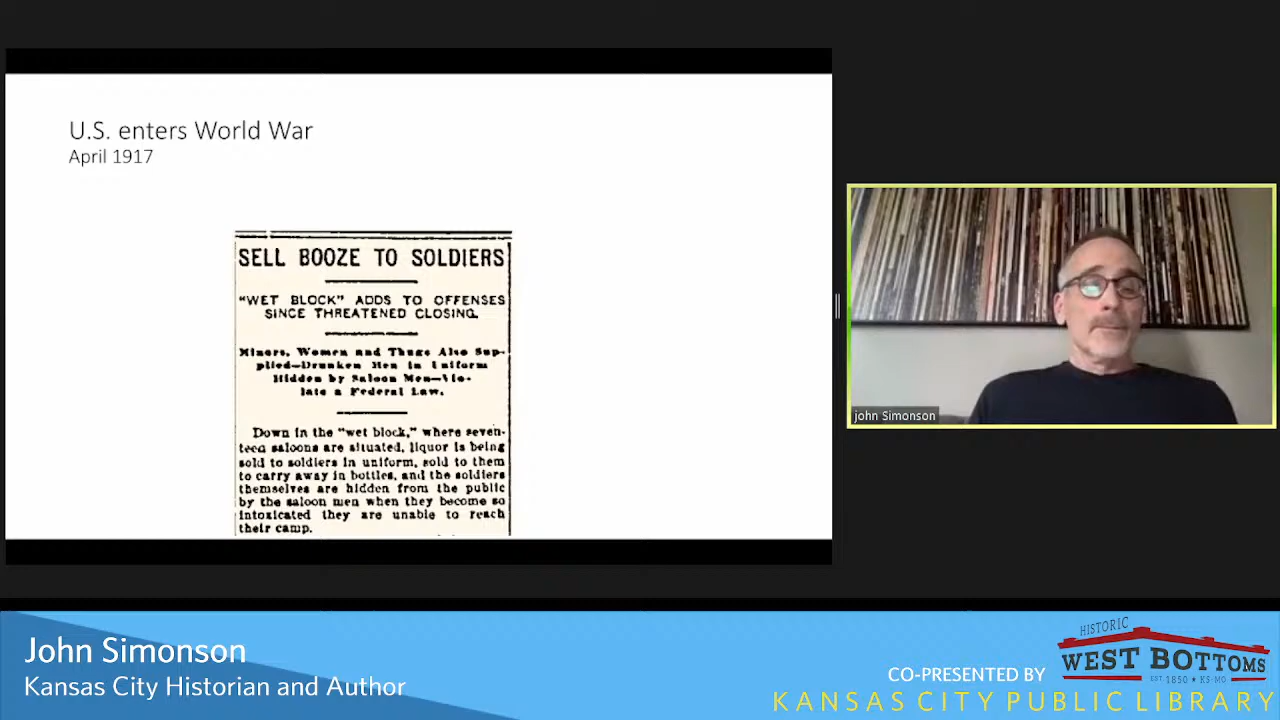 U.S. enters World War
April 1917
SELL BOOZE TO SOLDIERS
"WET BLOCK" ADDS TO OFFENSES
SINCE THREATENED CLOSING.
Minors, Women and Thugs Also Sup-
plied—Drunken Men in Uniform
Hidden by Saloon Men—Vio-
late a Federal Law.
Down in the "wet block," where seven-
teen saloons are situated, liquor is being
sold to soldiers in uniform, sold to them
to carry away in bottles, and the soldiers
themselves are hidden from the public
by the saloon men when they become so
intoxicated they are unable to reach
their camp.
john Simonson
John Simonson
Kansas City Historian and Author
CO-PRESENTED BY
HISTORIC
WEST BOTTOMS
EST 1850 ★ KS·MO
KANSAS CITY PUBLIC LIBRARY